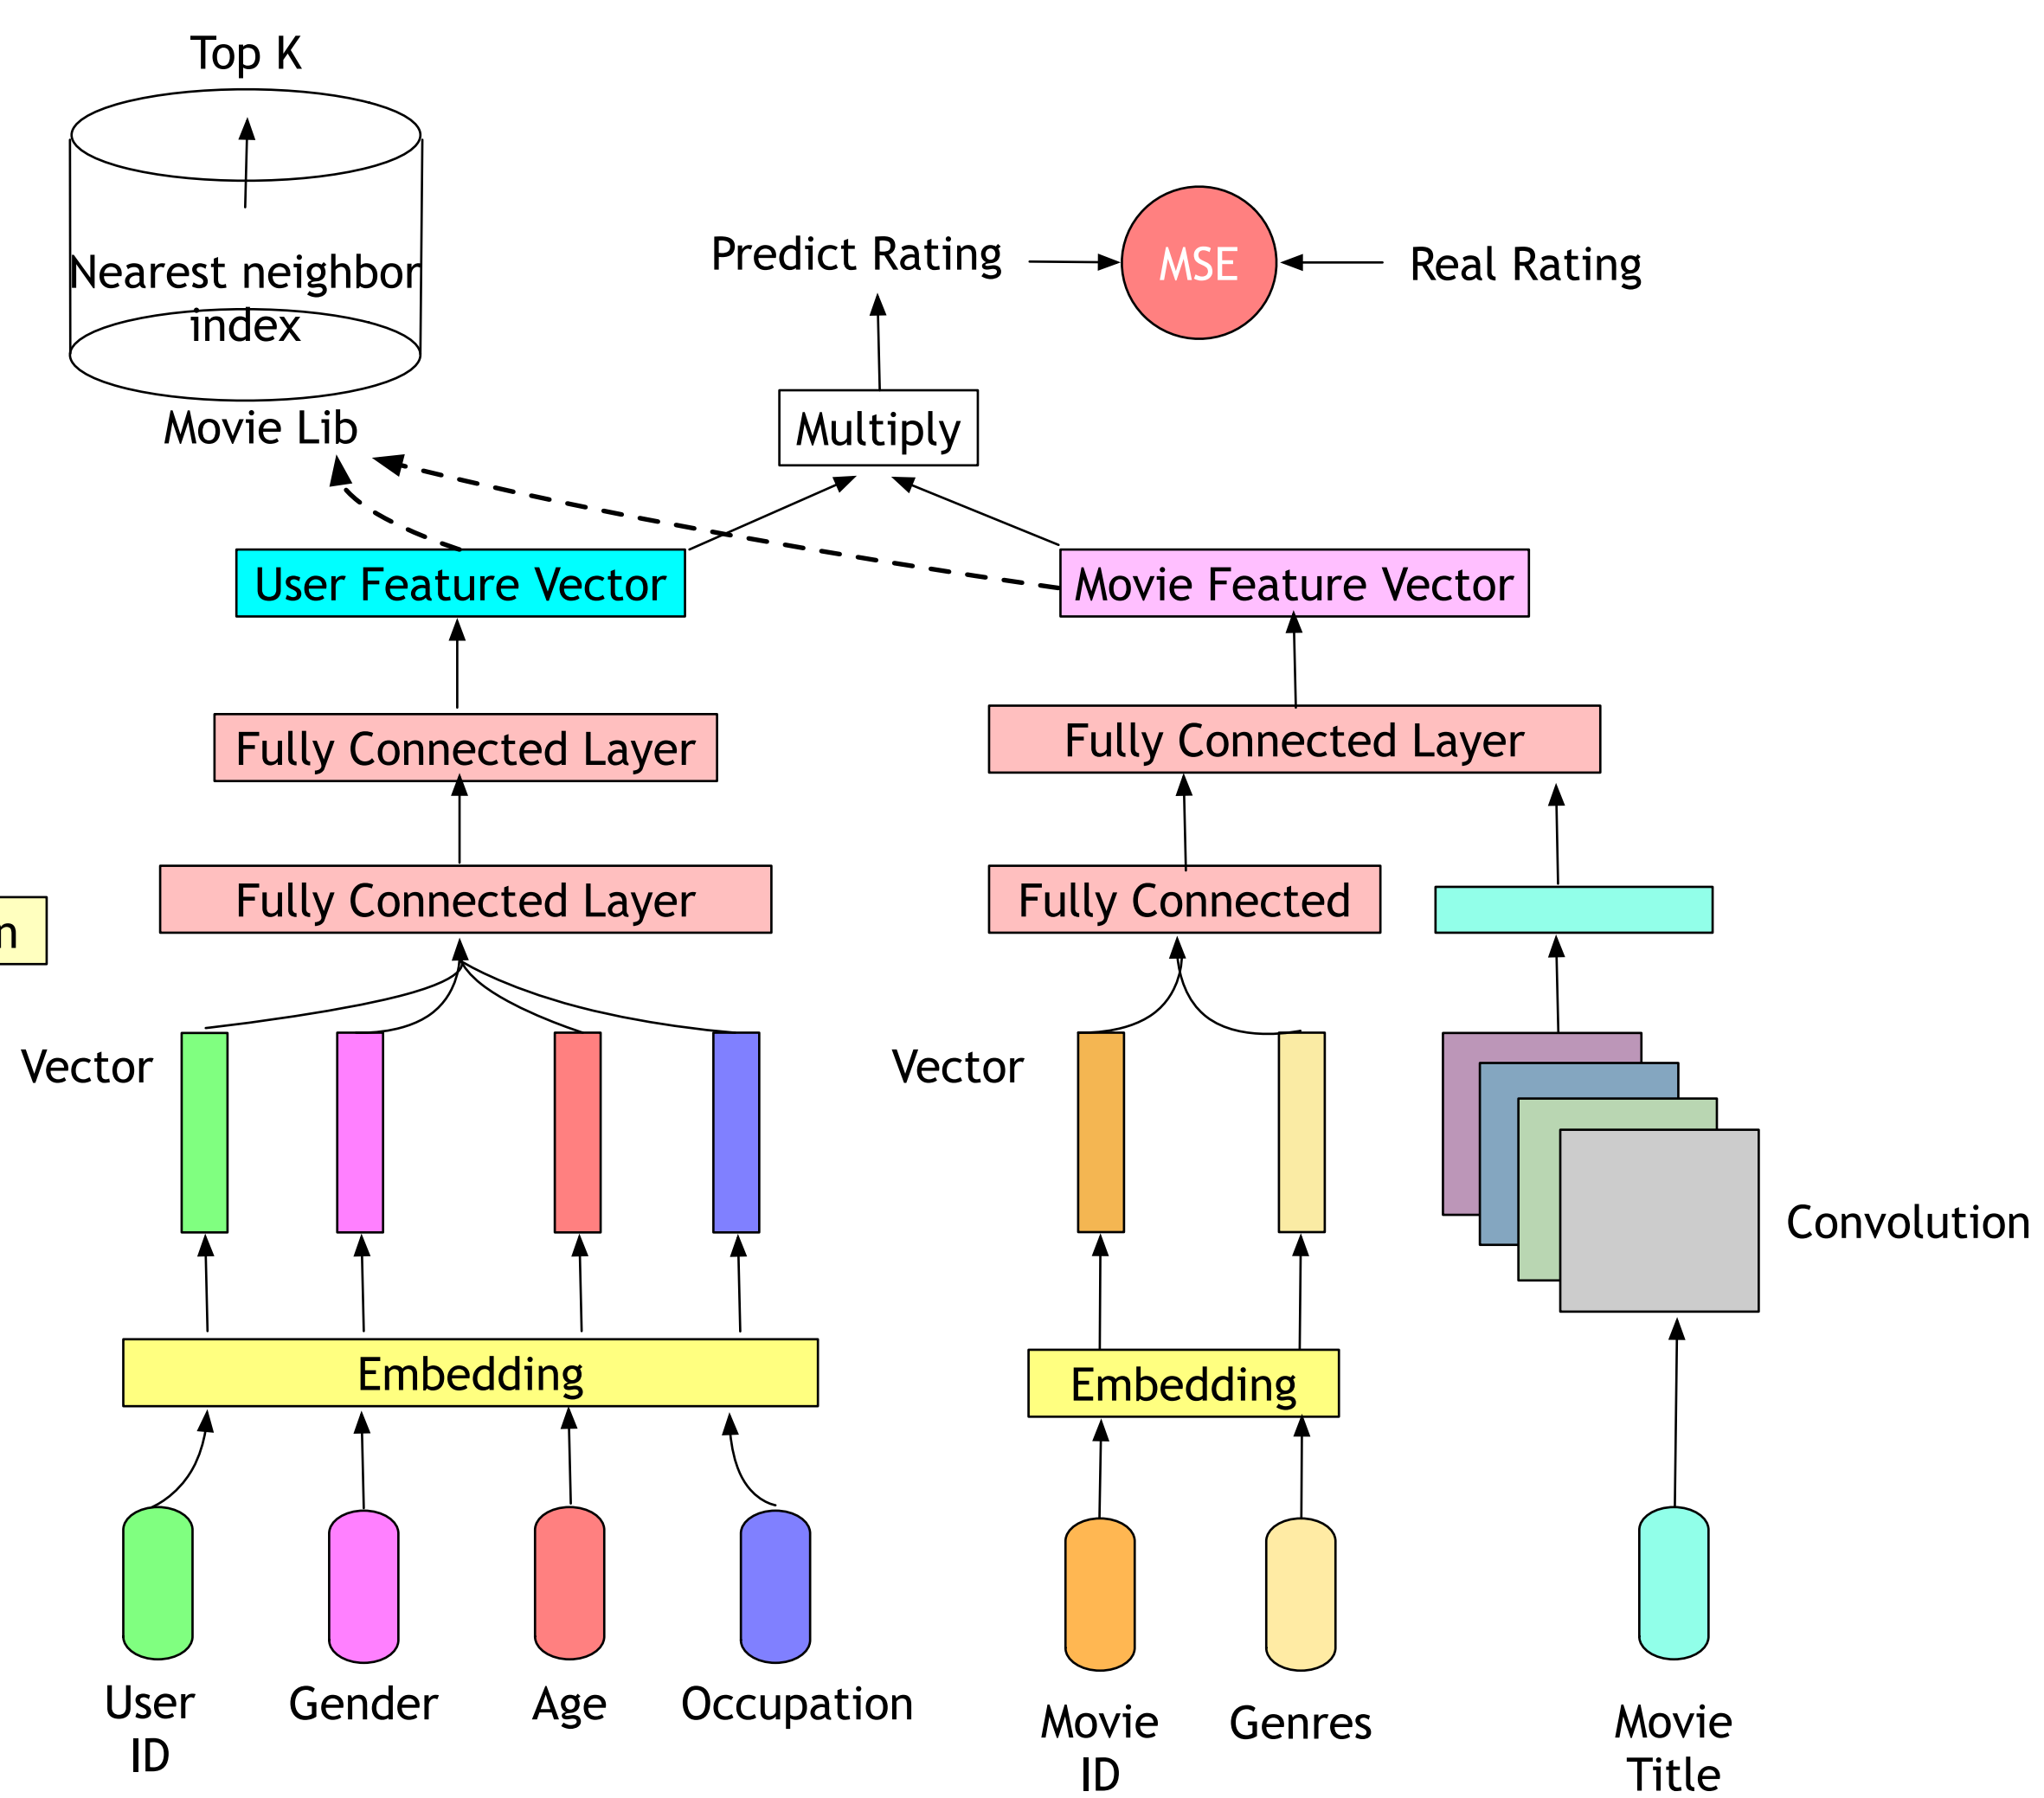 Top K
Nearest neighbor
index
Movie Lib
Predict Rating
MSE
Real Rating
Multiply
User Feature Vector
Movie Feature Vector
Fully Connected Layer
Fully Connected Layer
Fully Connected Layer
Fully Connected
Vector
Vector
Convolution
Embedding
Embedding
User
ID
Gender
Age
Occupation
Movie
ID
Genres
Movie
Title